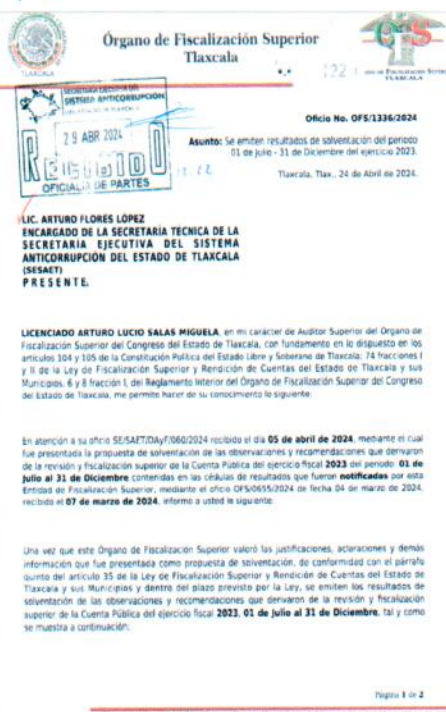 Órgano de Fiscalización Superior
Tlaxcala
TLAXCALA
OFS
TLAXCALA
SECRETARÍA EJECUTIVA DEL
SISTEMA ANTICORRUPCIÓN
29 ABR 2024
RECIBIDO
OFICIALÍA DE PARTES
Oficio No. OFS/1336/2024
Asunto: Se emiten resultados de solventación del periodo
01 de Julio - 31 de Diciembre del ejercicio 2023.
Tlaxcala, Tlax., 24 de Abril de 2024.
LIC. ARTURO FLORES LÓPEZ
ENCARGADO DE LA SECRETARÍA TÉCNICA DE LA
SECRETARÍA EJECUTIVA DEL SISTEMA
ANTICORRUPCIÓN DEL ESTADO DE TLAXCALA
(SESAET)
PRESENTE.
LICENCIADO ARTURO LUCIO SALAS MIGUELA, en mi carácter de Auditor Superior del Órgano de
Fiscalización Superior del Congreso del Estado de Tlaxcala, con fundamento en lo dispuesto en los
artículos 104 y 105 de la Constitución Política del Estado Libre y Soberano de Tlaxcala; 74 fracciones I
y II de la Ley de Fiscalización Superior y Rendición de Cuentas del Estado de Tlaxcala y sus
Municipios, 6 y 8 fracción I, del Reglamento Interior del Órgano de Fiscalización Superior del Congreso
del Estado de Tlaxcala, me permito hacer de su conocimiento lo siguiente:
En atención a su oficio SE/SAET/DAyF/060/2024 recibido el día 05 de abril de 2024, mediante el cual
fue presentada la propuesta de solventación de las observaciones y recomendaciones que derivaron
de la revisión y fiscalización superior de la Cuenta Pública del ejercicio fiscal 2023 del periodo: 01 de
Julio al 31 de Diciembre contenidas en las cédulas de resultados que fueron notificadas por esta
Entidad de Fiscalización Superior, mediante el oficio OFS/0655/2024 de fecha 04 de marzo de 2024,
recibido el 07 de marzo de 2024, informo a usted lo siguiente:
Una vez que este Órgano de Fiscalización Superior valoró las justificaciones, aclaraciones y demás
información que fue presentada como propuesta de solventación, de conformidad con el párrafo
quinto del artículo 35 de la Ley de Fiscalización Superior y Rendición de Cuentas del Estado de
Tlaxcala y sus Municipios y dentro del plazo previsto por la Ley, se emiten los resultados de
solventación de las observaciones y recomendaciones que derivaron de la revisión y fiscalización
superior de la Cuenta Pública del ejercicio fiscal 2023, 01 de Julio al 31 de Diciembre, tal y como
se muestra a continuación:
Página 1 de 2